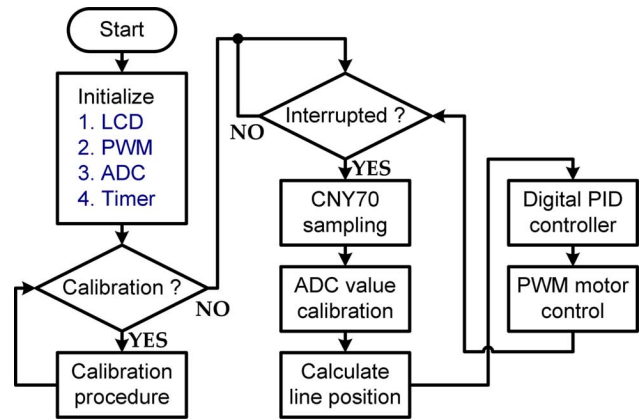 Start
Initialize
1. LCD
2. PWM
3. ADC
4. Timer
Calibration ?
NO
YES
Calibration
procedure
Interrupted ?
NO
YES
CNY70
sampling
ADC value
calibration
Calculate
line position
Digital PID
controller
PWM motor
control